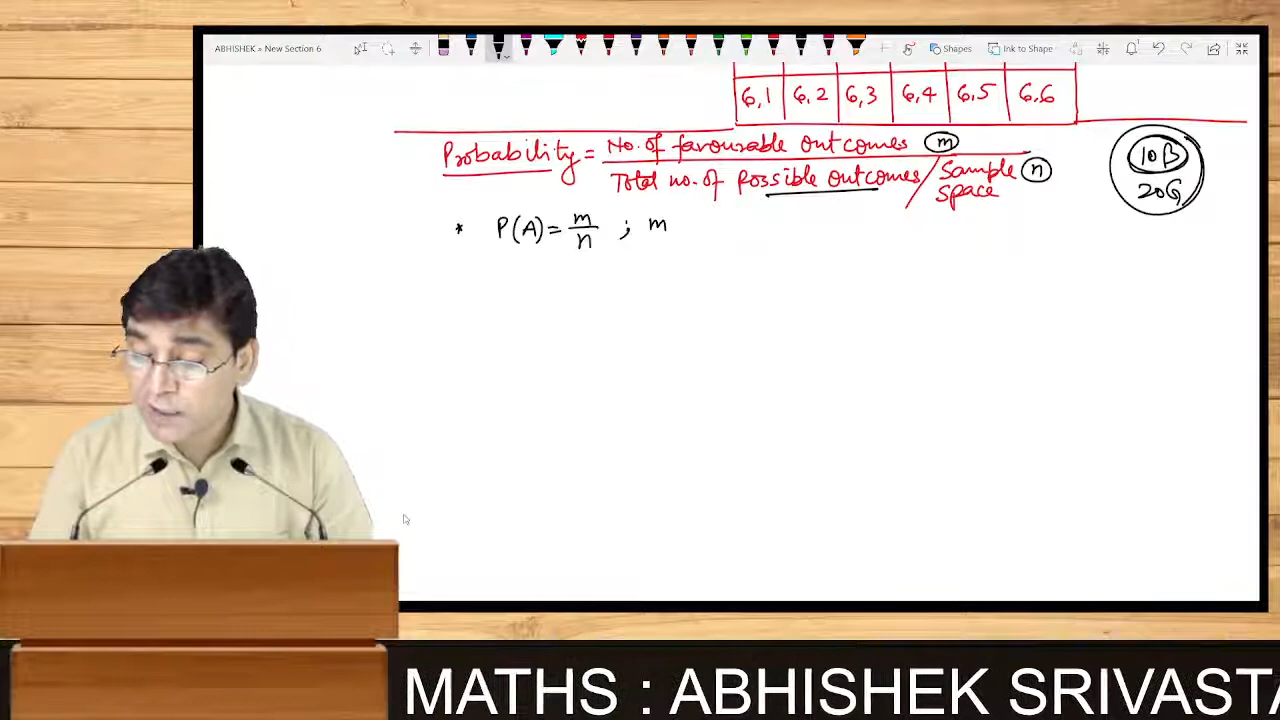 ABHISHEK » New Section 6
Shapes
Ink to Shape
6,1 6,2 6,3 6,4 6,5 6.6
Probability = No. of favourable outcomes m
Total no. of possible outcomes / Sample space n
10B
20G
* P(A) = m/n ; m
MATHS : ABHISHEK SRIVASTA